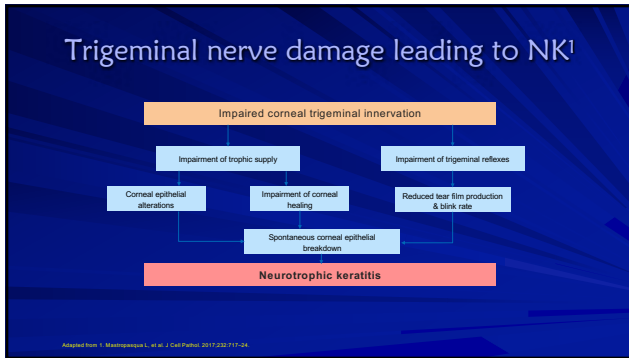 Trigeminal nerve damage leading to NK¹
Impaired corneal trigeminal innervation
Impairment of trophic supply
Impairment of trigeminal reflexes
Corneal epithelial
alterations
Impairment of corneal
healing
Reduced tear film production
& blink rate
Spontaneous corneal epithelial
breakdown
Neurotrophic keratitis
Adapted from 1. Mastropasqua L, et al. J Cell Pathol. 2017;232:717–24.